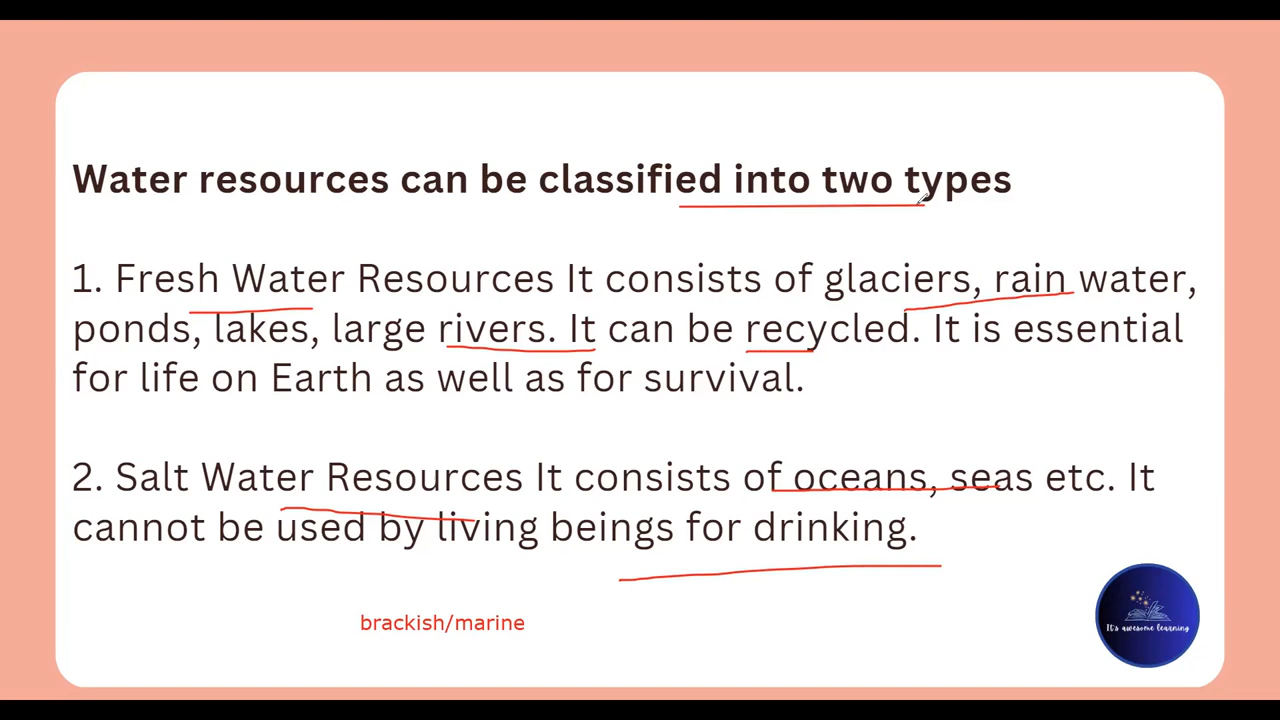 Water resources can be classified into two types
1. Fresh Water Resources It consists of glaciers, rain water,
ponds, lakes, large rivers. It can be recycled. It is essential
for life on Earth as well as for survival.
2. Salt Water Resources It consists of oceans, seas etc. It
cannot be used by living beings for drinking.
brackish/marine
It's awesome learning